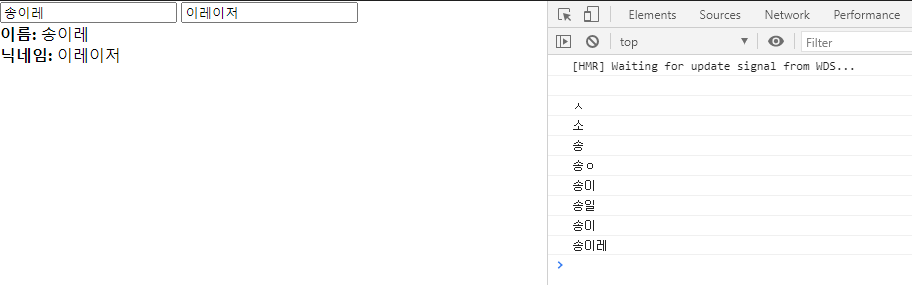 송이레 이레이저
이름: 송이레
닉네임: 이레이저
Elements Sources Network Performance
top Filter
[HMR] Waiting for update signal from WDS...
ㅅ
소
송
송ㅇ
송이
송일
송이
송이레